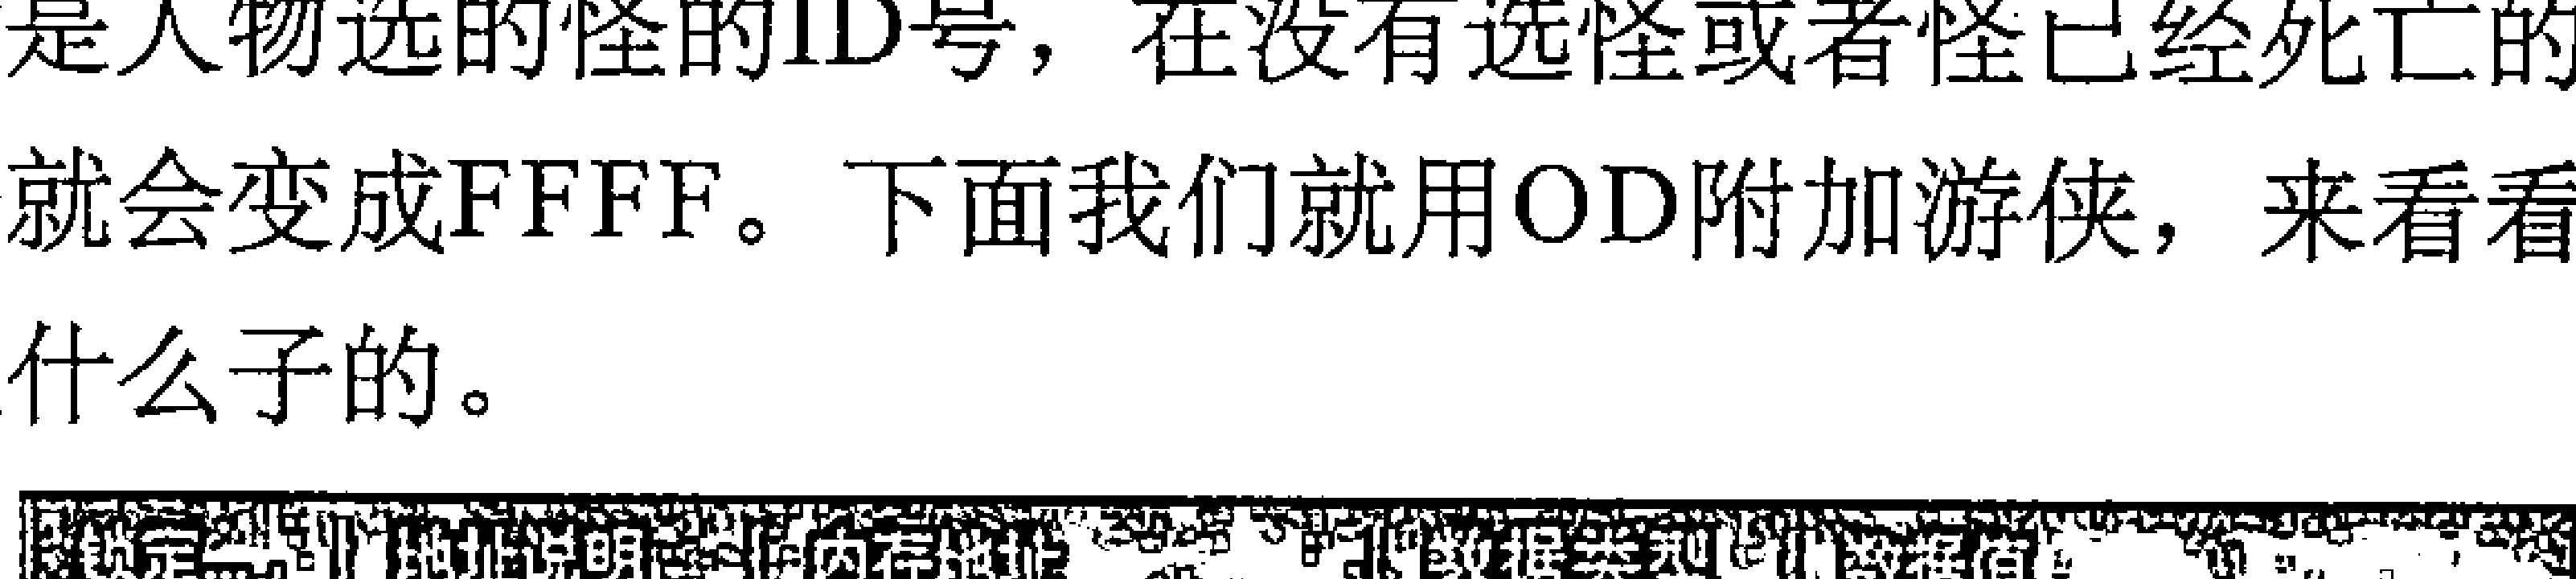 是人物选的怪的ID号，在没有选怪或者怪已经死亡的
就会变成FFFF。下面我们就用OD附加游侠，来看看
什么子的。